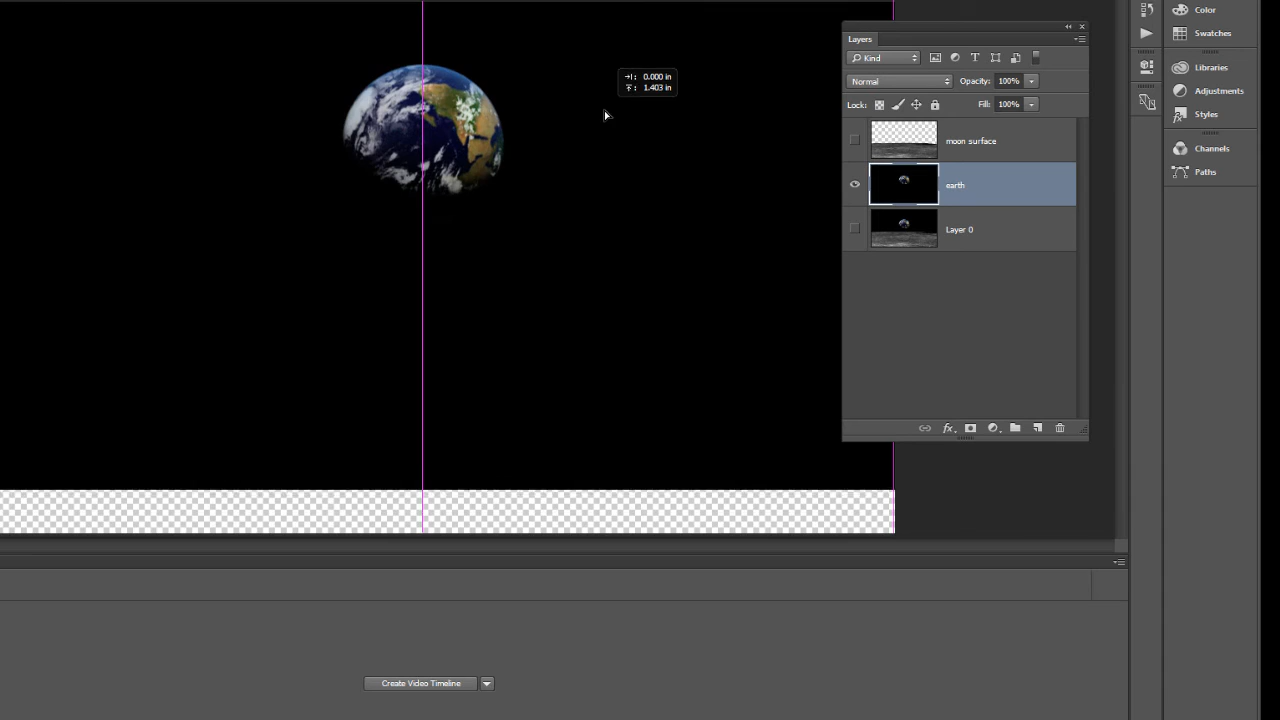 Layers
Kind
Normal
Opacity: 100%
Lock:
Fill: 100%
moon surface
earth
Layer 0
0.000 in
1.403 in
Color
Swatches
Libraries
Adjustments
Styles
Channels
Paths
Create Video Timeline